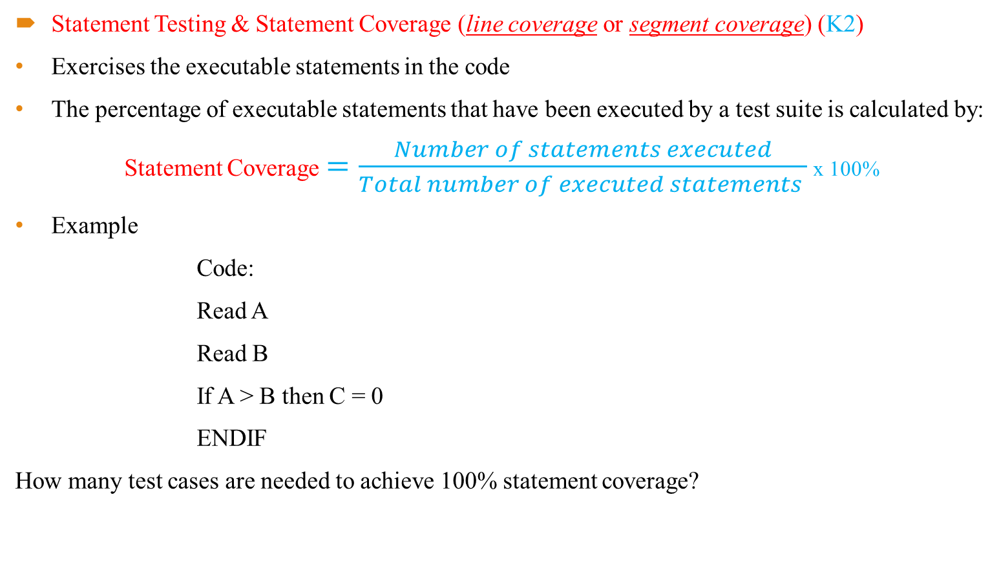 Statement Testing & Statement Coverage (line coverage or segment coverage) (K2)
• Exercises the executable statements in the code
• The percentage of executable statements that have been executed by a test suite is calculated by:
Statement Coverage = Number of statements executed / Total number of executed statements x 100%
• Example
Code:
Read A
Read B
If A > B then C = 0
ENDIF
How many test cases are needed to achieve 100% statement coverage?